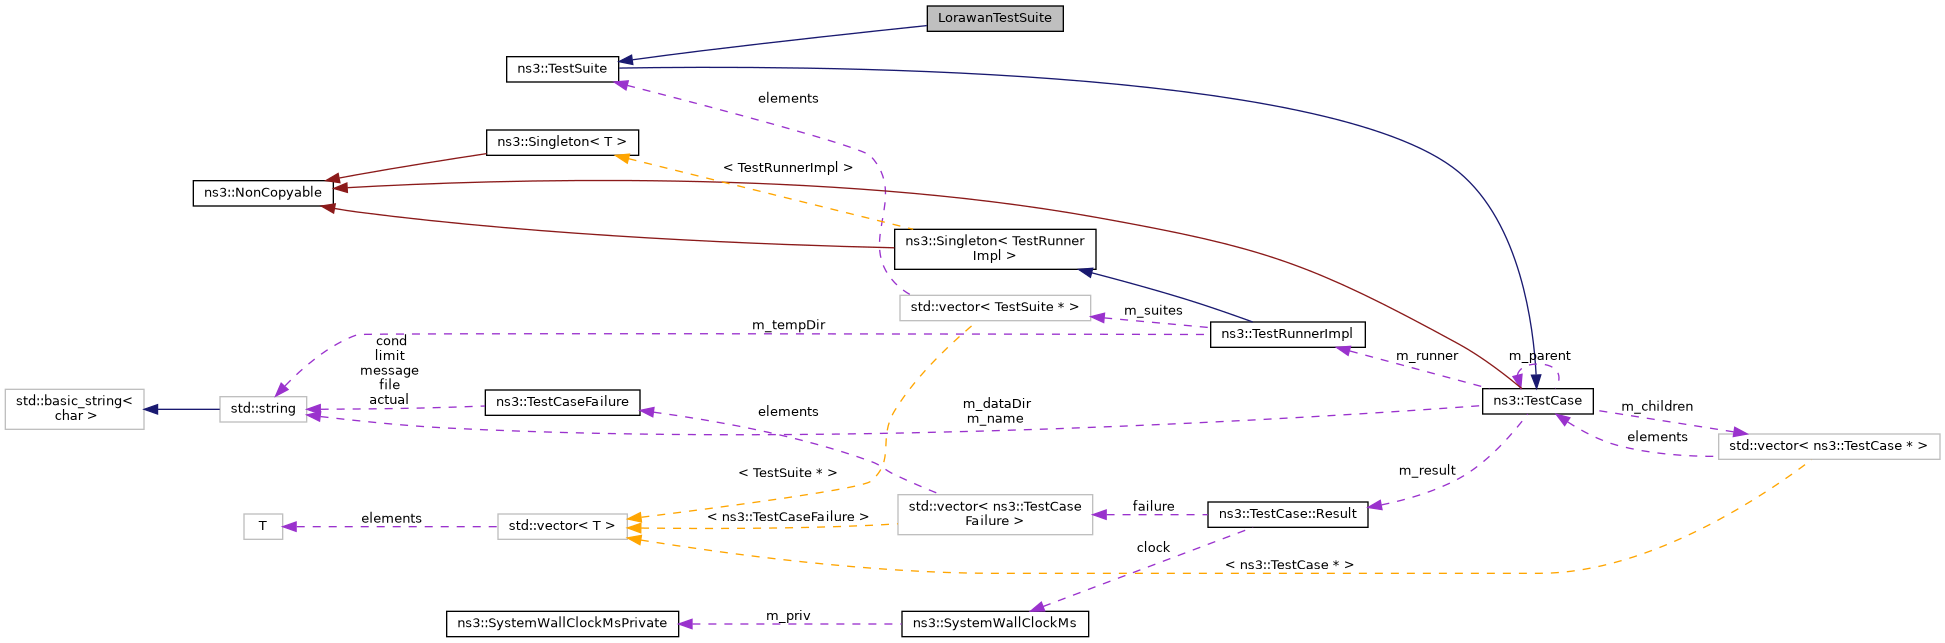 LorawanTestSuite
ns3::TestSuite
elements
ns3::Singleton< T >
< TestRunnerImpl >
ns3::NonCopyable
ns3::Singleton< TestRunner
Impl >
std::vector< TestSuite * >
m_suites
m_tempDir
ns3::TestRunnerImpl
cond
limit
message
file
actual
m_runner
m_parent
std::basic_string<
char >
std::string
ns3::TestCaseFailure
elements
m_dataDir
m_name
ns3::TestCase
m_children
elements
std::vector< ns3::TestCase * >
< TestSuite * >
m_result
T
elements
std::vector< T >
< ns3::TestCaseFailure >
std::vector< ns3::TestCase
Failure >
failure
ns3::TestCase::Result
clock
< ns3::TestCase * >
ns3::SystemWallClockMsPrivate
m_priv
ns3::SystemWallClockMs